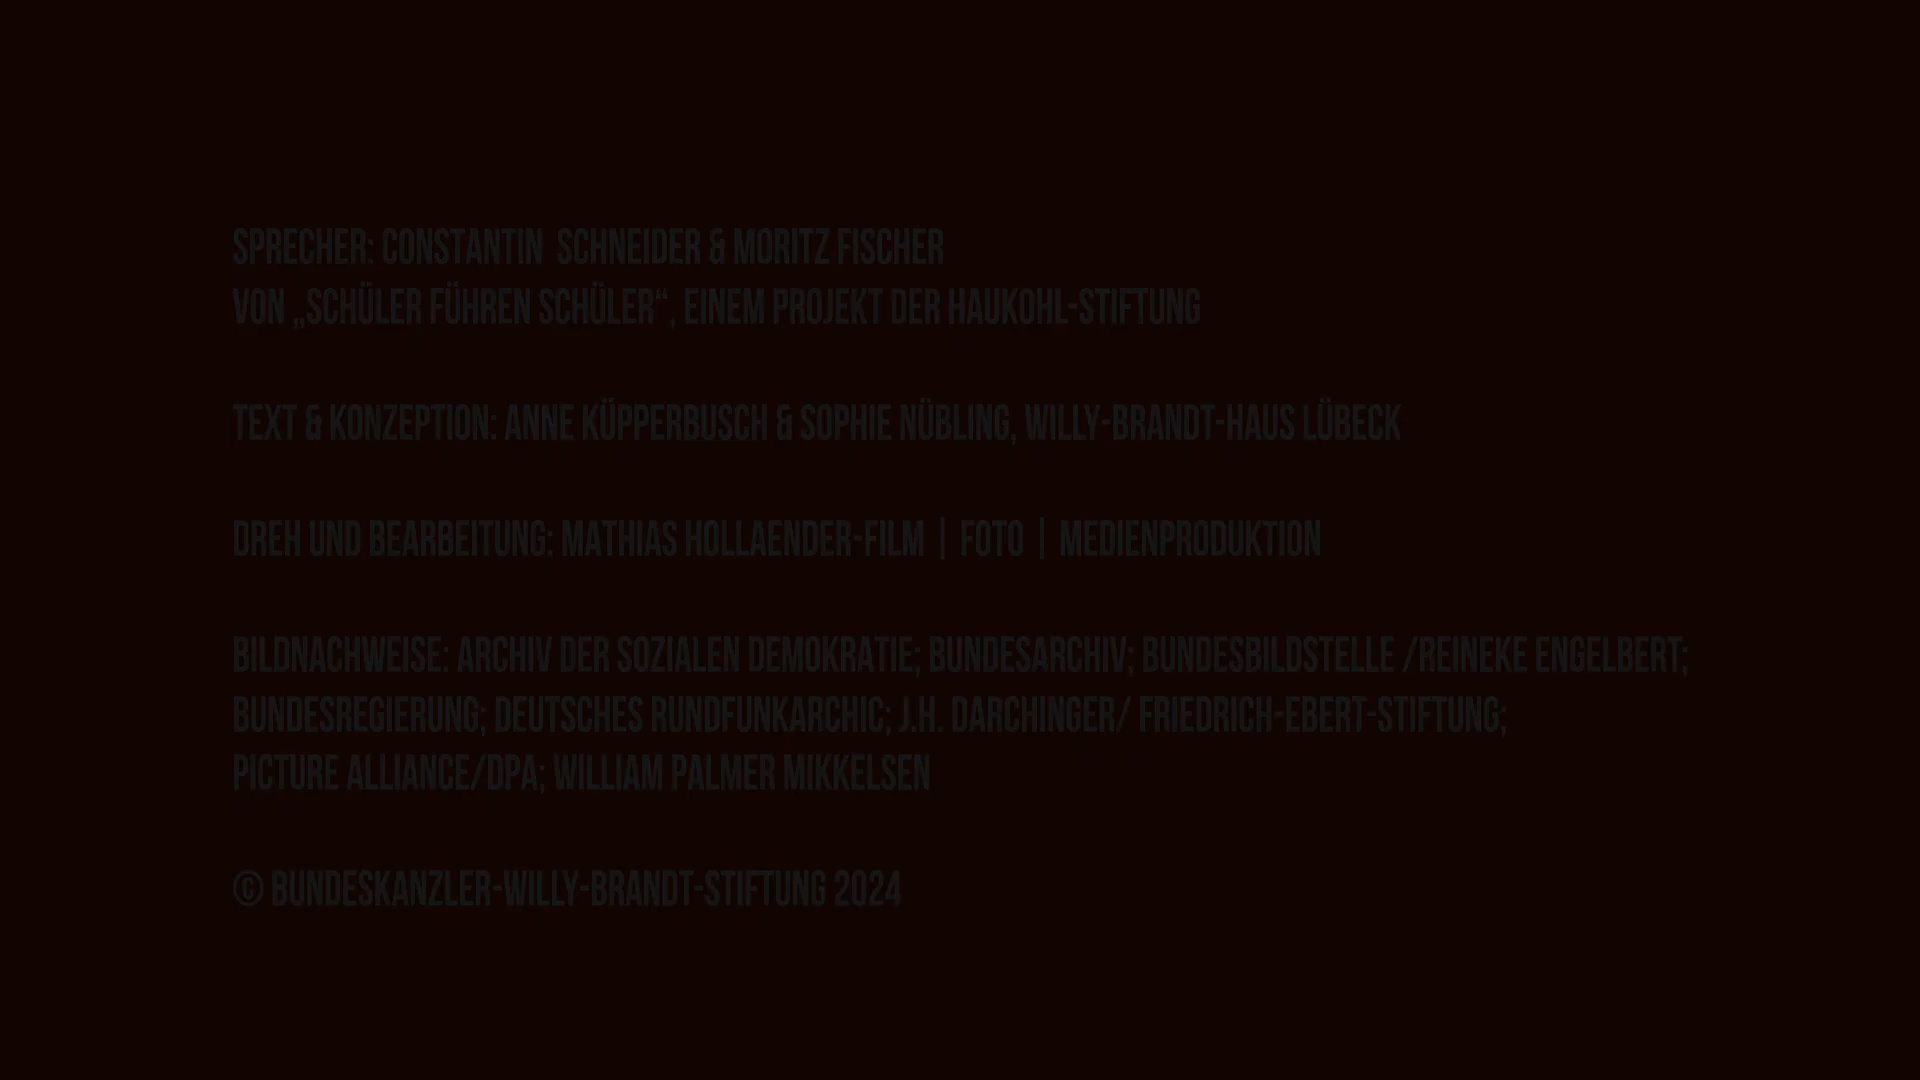 SPRECHER: CONSTANTIN SCHNEIDER & MORITZ FISCHER
VON „SCHÜLER FÜHREN SCHÜLER“, EINEM PROJEKT DER HAUKOHL-STIFTUNG
TEXT & KONZEPTION: ANNE KÜPPERBUSCH & SOPHIE NÜBLING, WILLY-BRANDT-HAUS LÜBECK
DREH UND BEARBEITUNG: MATHIAS HOLLAENDER-FILM | FOTO | MEDIENPRODUKTION
BILDNACHWEISE: ARCHIV DER SOZIALEN DEMOKRATIE; BUNDESARCHIV; BUNDESBILDSTELLE /REINEKE ENGELBERT;
BUNDESREGIERUNG; DEUTSCHES RUNDFUNKARCHIC; J.H. DARCHINGER/ FRIEDRICH-EBERT-STIFTUNG;
PICTURE ALLIANCE/DPA; WILLIAM PALMER MIKKELSEN
© BUNDESKANZLER-WILLY-BRANDT-STIFTUNG 2024